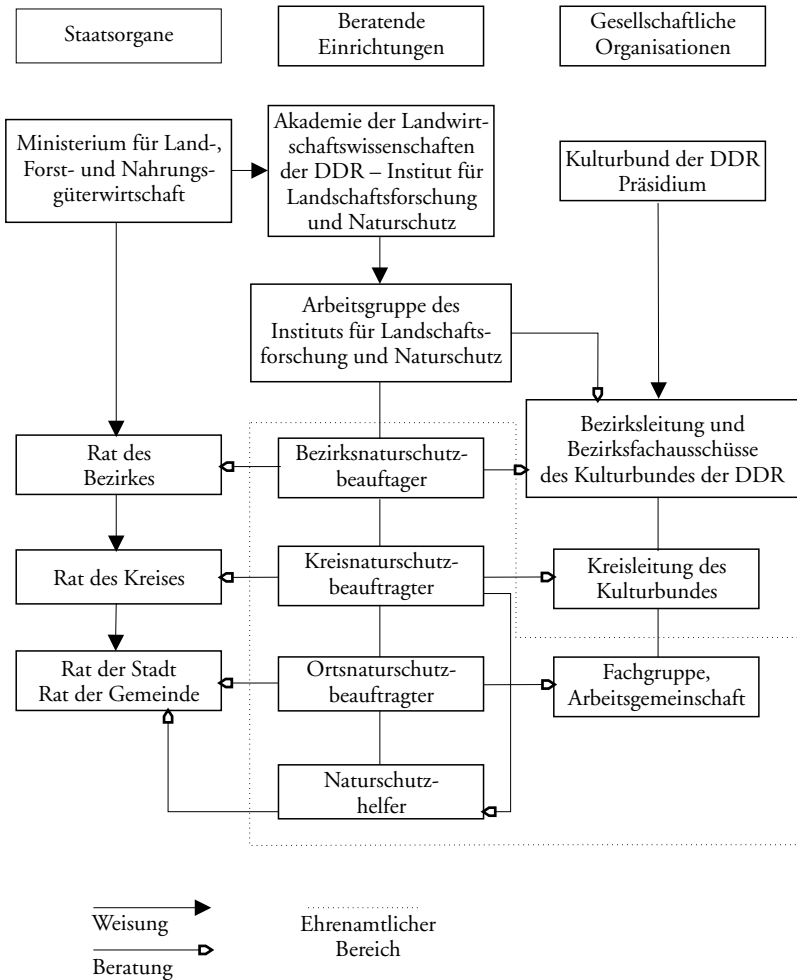 Staatsorgane
Beratende
Einrichtungen
Gesellschaftliche
Organisationen
Ministerium für Land-,
Forst- und Nahrungs-
güterwirtschaft
Akademie der Landwirt-
schaftswissenschaften
der DDR – Institut für
Landschaftsforschung
und Naturschutz
Kulturbund der DDR
Präsidium
Arbeitsgruppe des
Instituts für Landschafts-
forschung und Naturschutz
Rat des
Bezirkes
Bezirksnaturschutz-
beauftager
Bezirksleitung und
Bezirksfachausschüsse
des Kulturbundes der DDR
Rat des Kreises
Kreisnaturschutz-
beauftragter
Kreisleitung des
Kulturbundes
Rat der Stadt
Rat der Gemeinde
Ortsnaturschutz-
beauftragter
Fachgruppe,
Arbeitsgemeinschaft
Naturschutz-
helfer
Weisung
Beratung
Ehrenamtlicher
Bereich